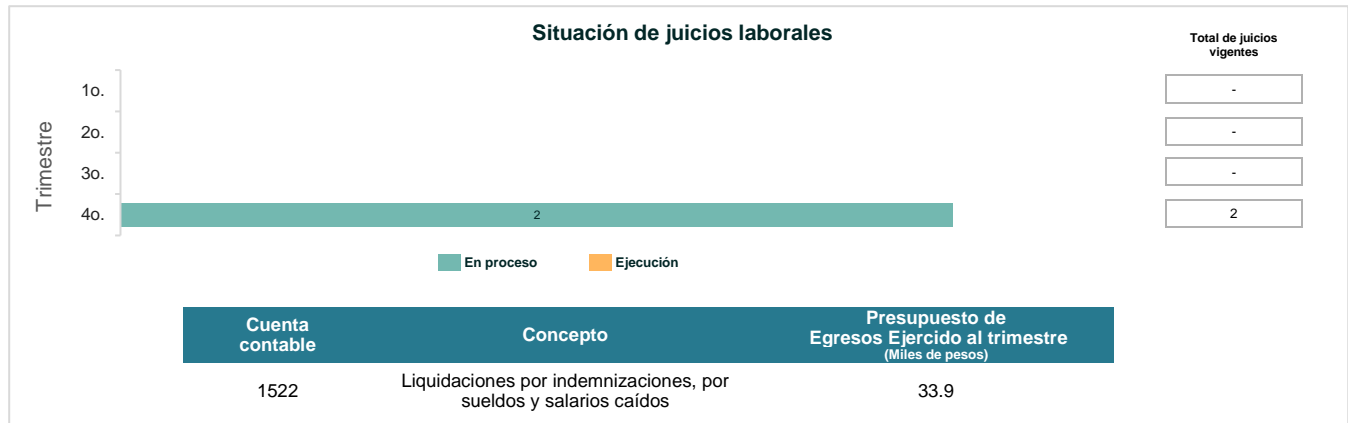 Situación de juicios laborales
Total de juicios
vigentes
Trimestre
1o.
-
2o.
-
3o.
-
4o.
2
2
En proceso
Ejecución
Cuenta
contable
Concepto
Presupuesto de
Egresos Ejercido al trimestre
(Miles de pesos)
1522
Liquidaciones por indemnizaciones, por
sueldos y salarios caídos
33.9